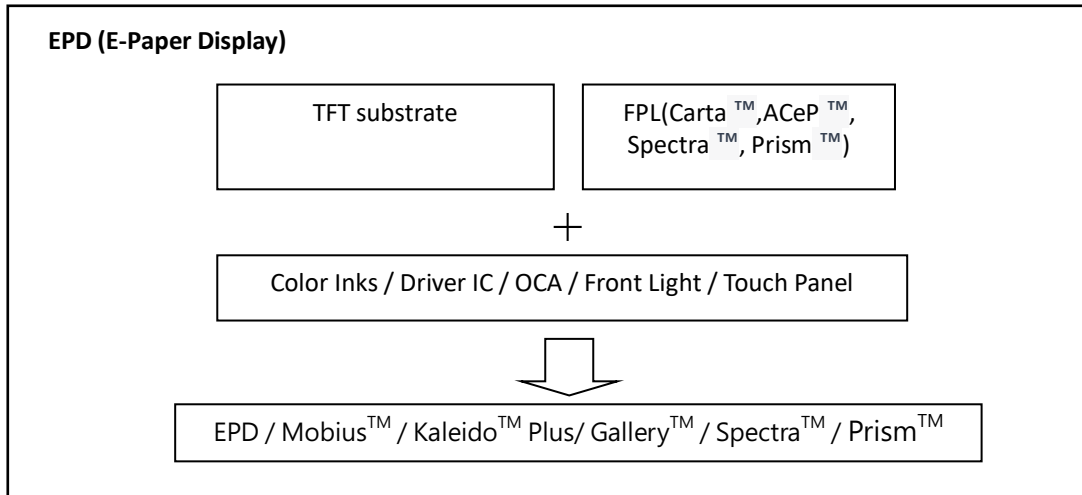 EPD (E-Paper Display)
TFT substrate
FPL(Carta ™,ACeP ™,
Spectra ™, Prism ™)
+
Color Inks / Driver IC / OCA / Front Light / Touch Panel
EPD / Mobius™ / Kaleido™ Plus/ Gallery™ / Spectra™ / Prism™